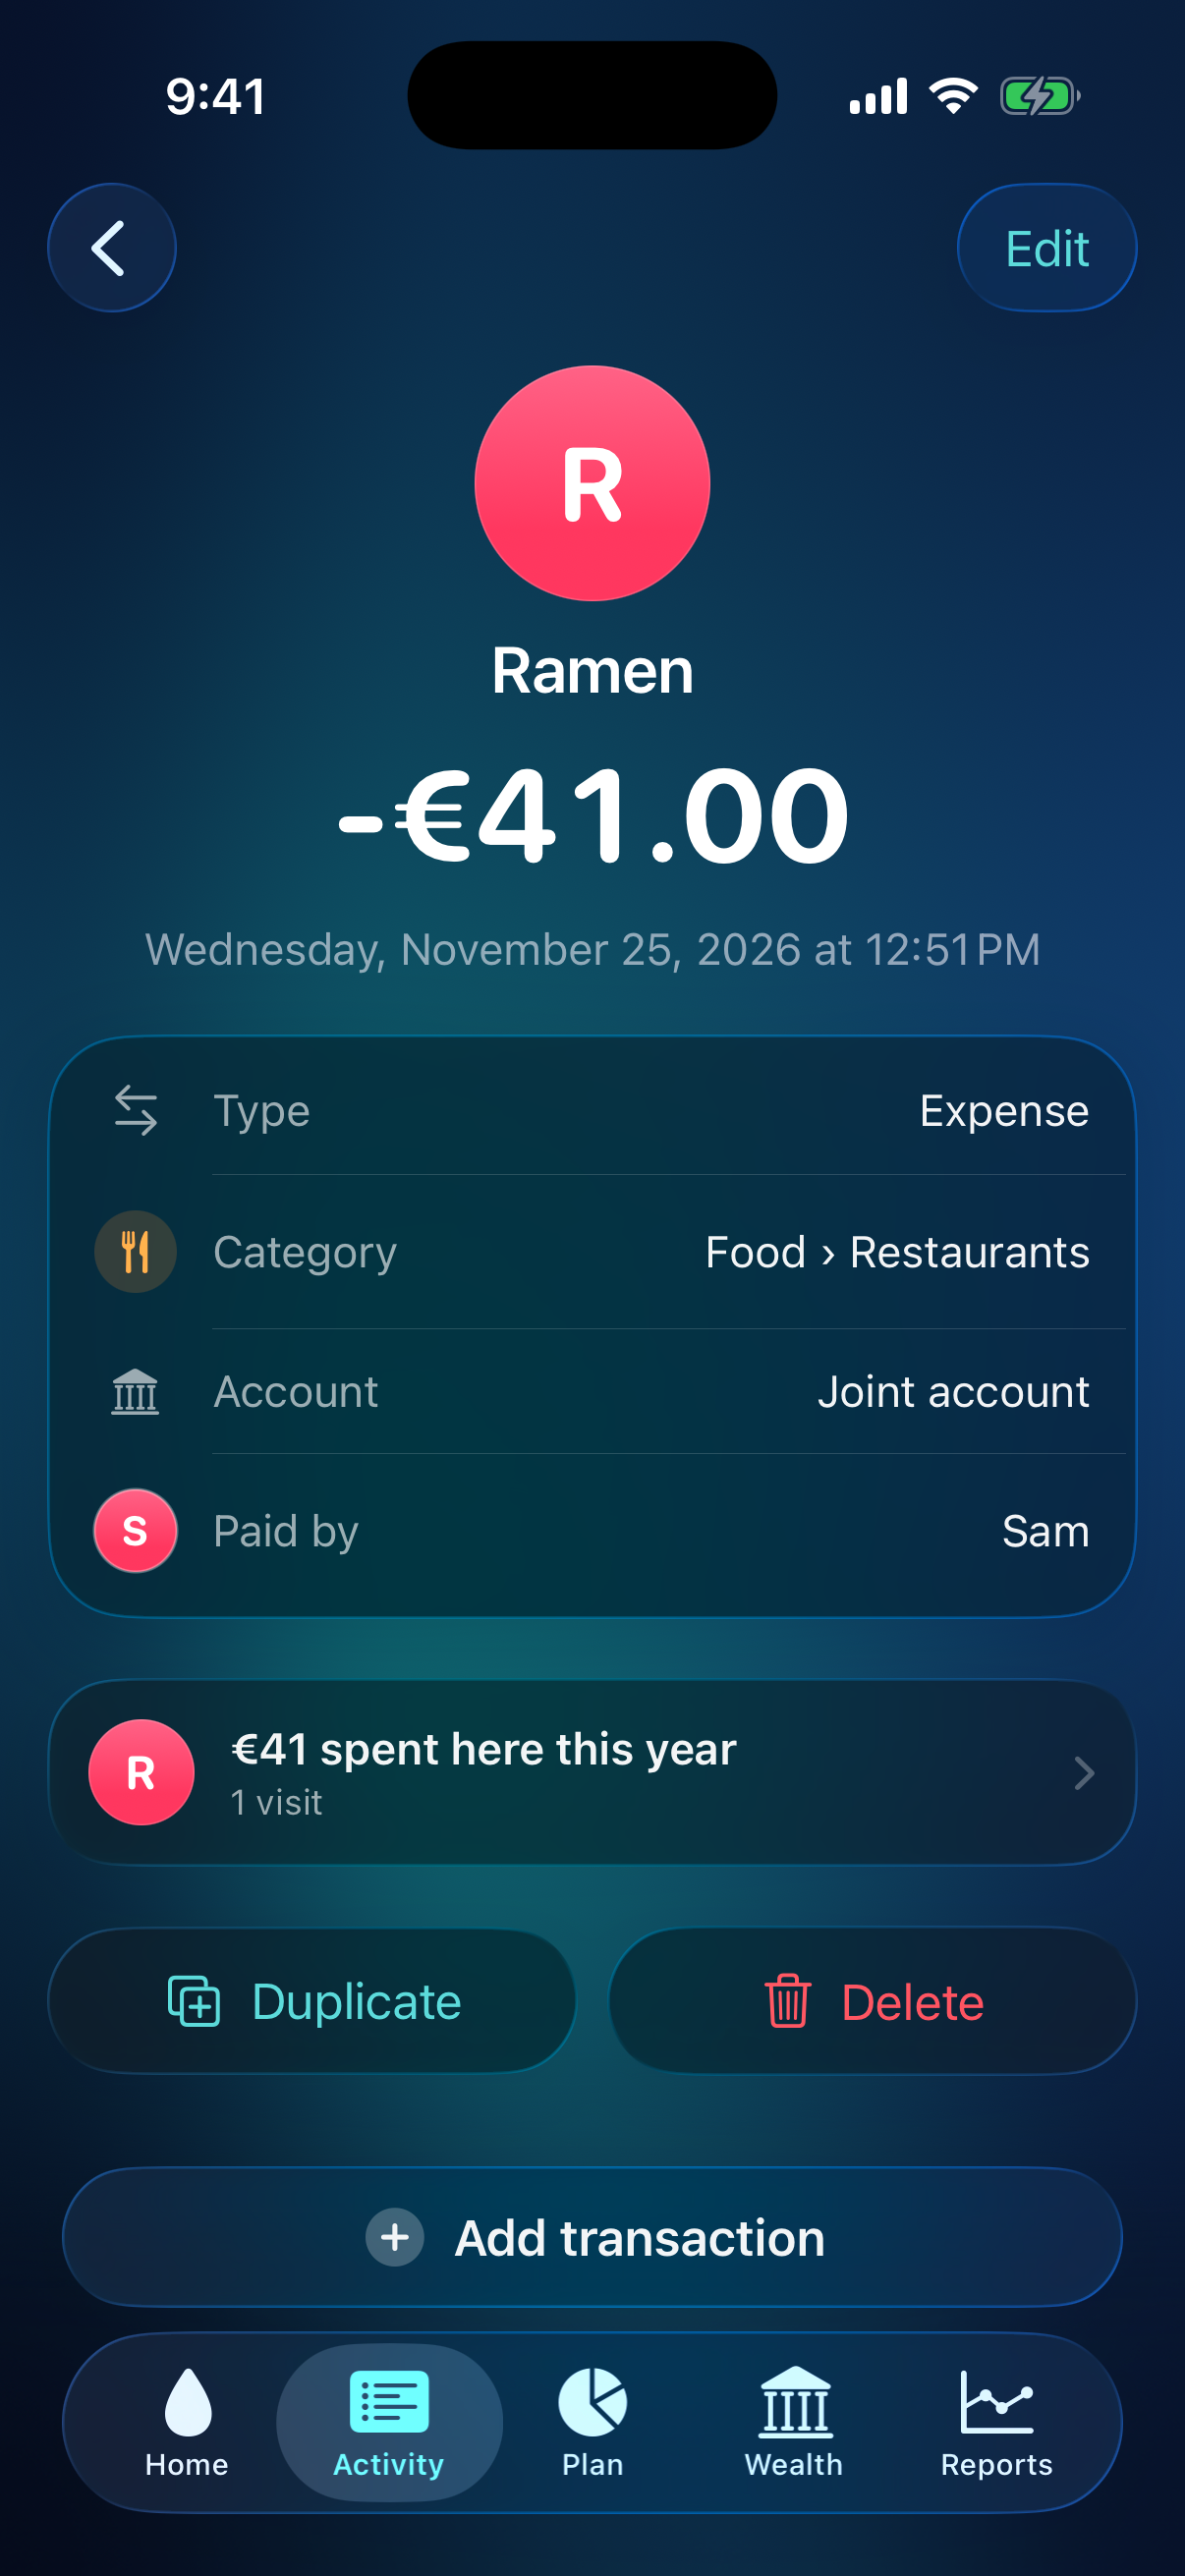 9:41
Edit
R
Ramen
-€41.00
Wednesday, November 25, 2026 at 12:51 PM
Type Expense
Category Food › Restaurants
Account Joint account
S Paid by Sam
R €41 spent here this year
1 visit
Duplicate Delete
Add transaction
Home Activity Plan Wealth Reports